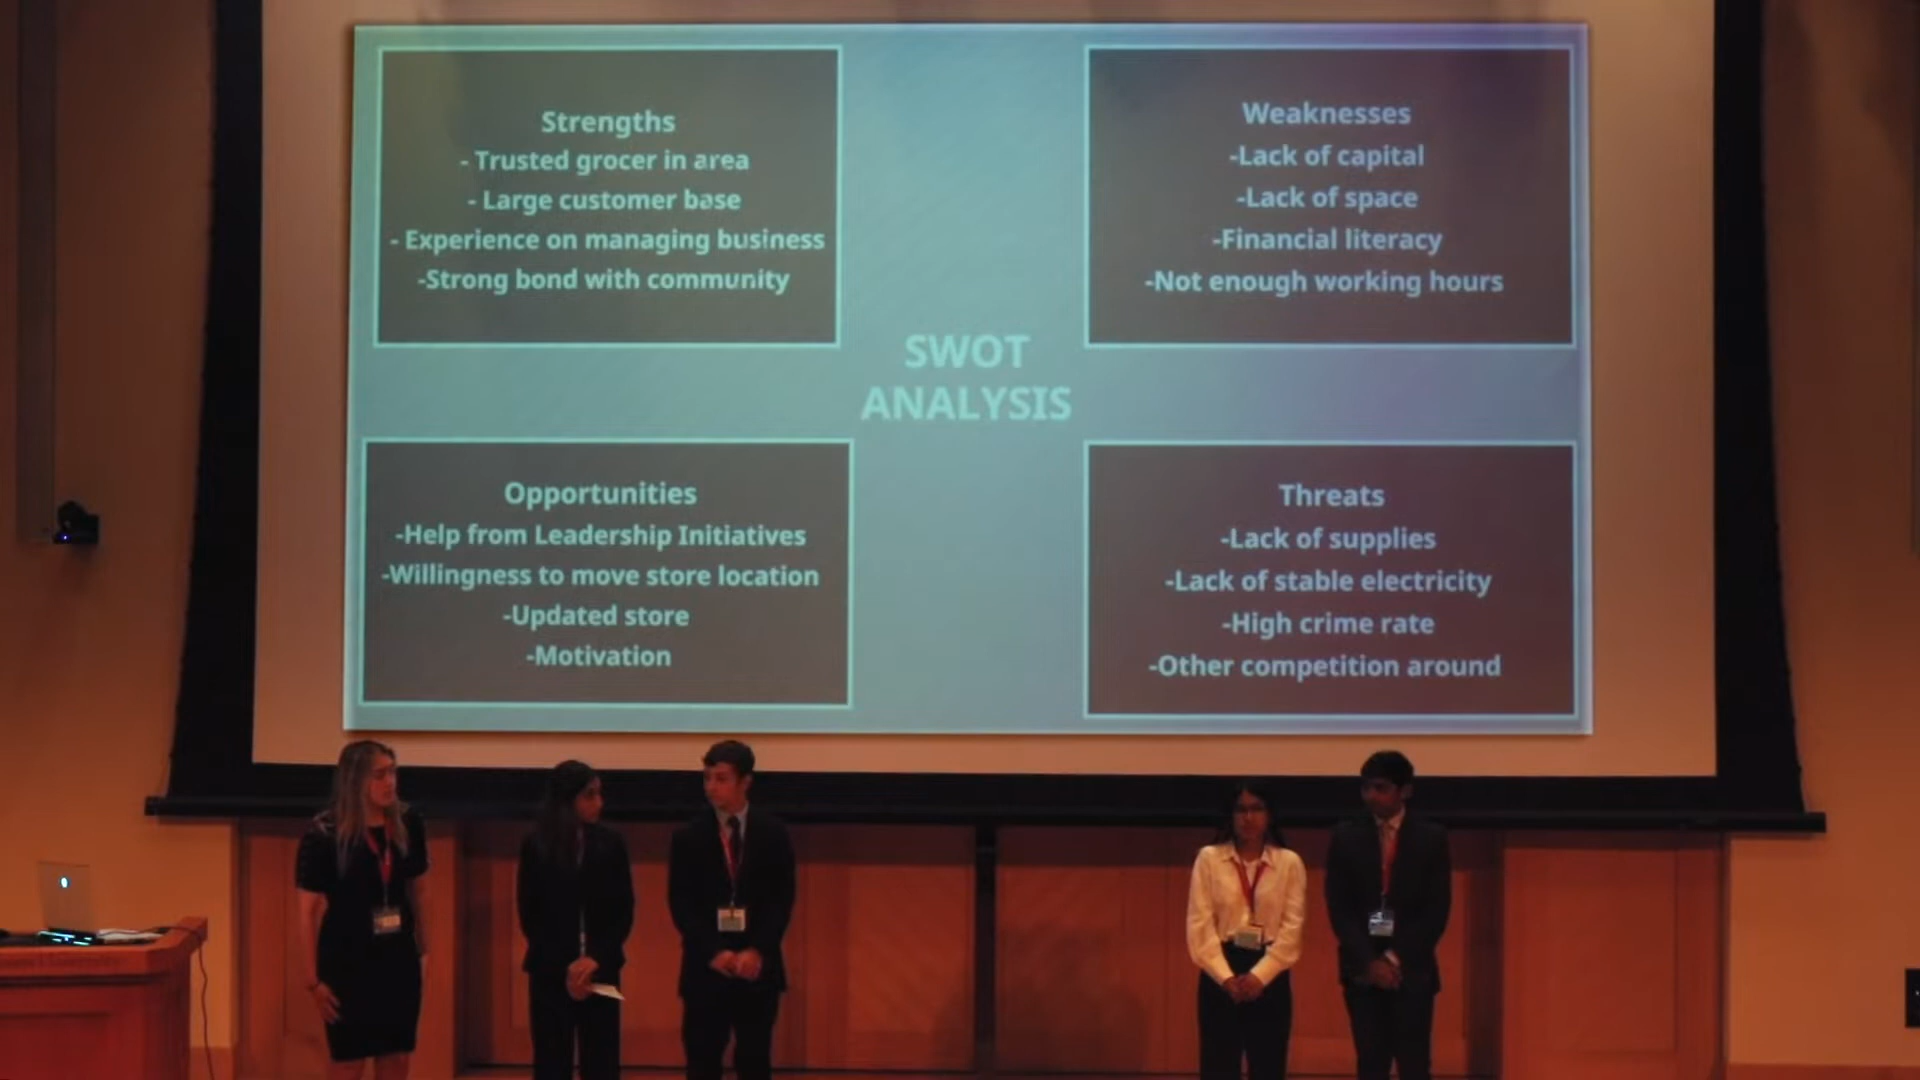 Strengths
- Trusted grocer in area
- Large customer base
- Experience on managing business
-Strong bond with community
Weaknesses
-Lack of capital
-Lack of space
-Financial literacy
-Not enough working hours
SWOT
ANALYSIS
Opportunities
-Help from Leadership Initiatives
-Willingness to move store location
-Updated store
-Motivation
Threats
-Lack of supplies
-Lack of stable electricity
-High crime rate
-Other competition around